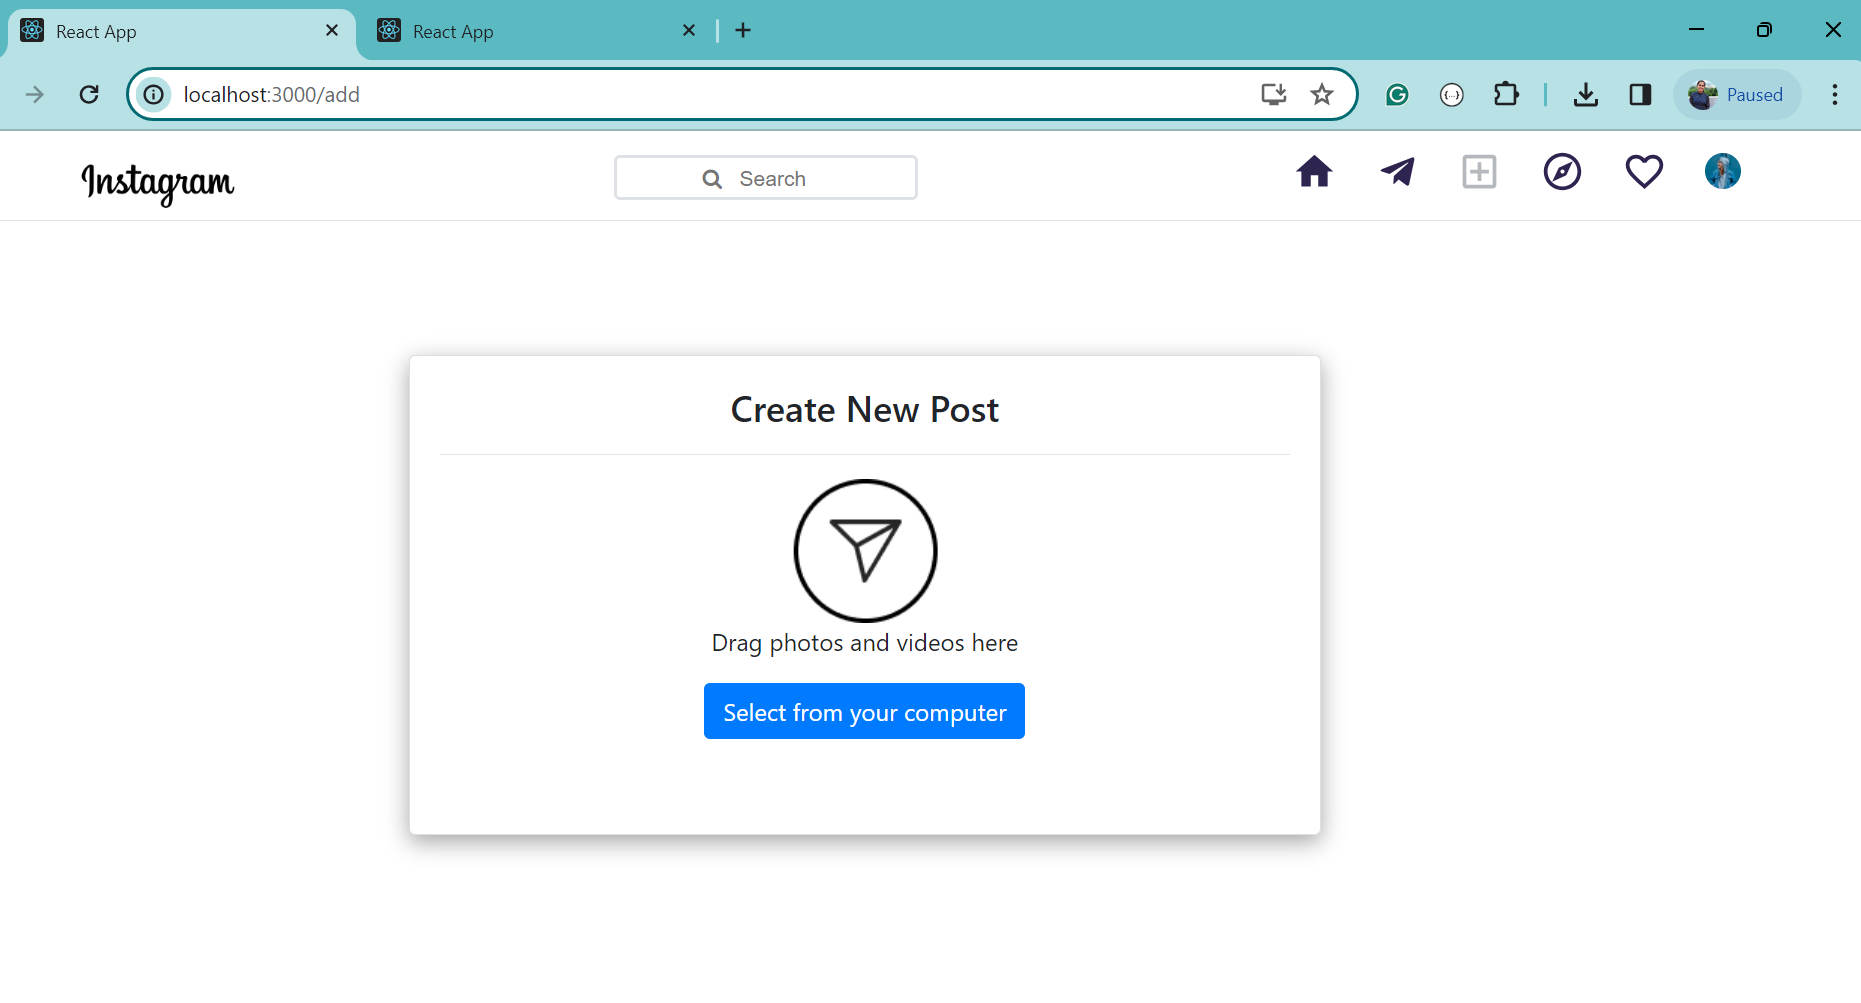 React App
React App
localhost:3000/add
Paused
Instagram
Search
Create New Post
Drag photos and videos here
Select from your computer